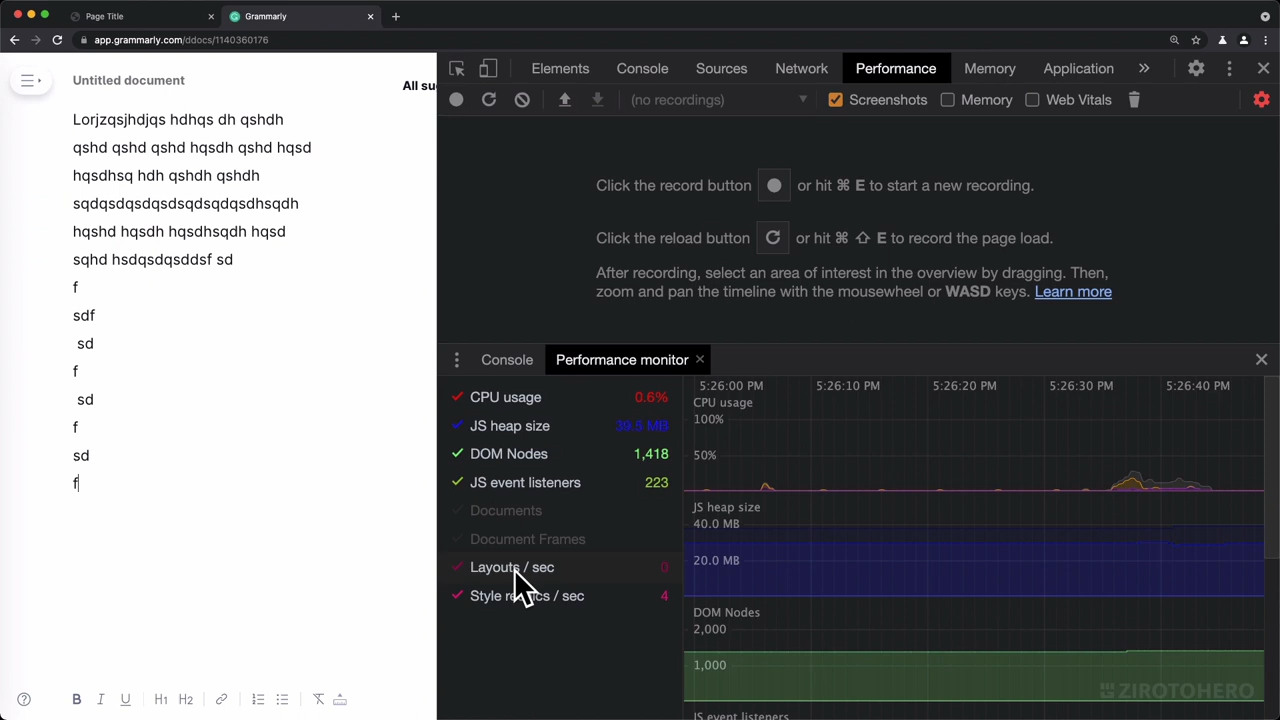 Page Title
Grammarly
app.grammarly.com/ddocs/1140360176
Untitled document
All su
Lorjzqsjhdjqs hdhqs dh qshdh
qshd qshd qshd hqsdh qshd hqsd
hqsdhsq hdh qshdh qshdh
sqdqsdqsdqsdsqdsqdqsdhsqdh
hqshd hqsdh hqsdhsqdh hqsd
sqhd hsdqsdqsddsf sd
f
sdf
sd
f
sd
f
sd
f
B I U H1 H2
Elements Console Sources Network Performance Memory Application
(no recordings) Screenshots Memory Web Vitals
Click the record button or hit ⌘ E to start a new recording.
Click the reload button or hit ⌘ ⇧ E to record the page load.
After recording, select an area of interest in the overview by dragging. Then,
zoom and pan the timeline with the mousewheel or WASD keys. Learn more
Console Performance monitor
CPU usage 0.6%
JS heap size 39.5 MB
DOM Nodes 1,418
JS event listeners 223
Documents
Document Frames
Layouts / sec 0
Style / sec 4
5:26:00 PM 5:26:10 PM 5:26:20 PM 5:26:30 PM 5:26:40 PM
CPU usage
100%
50%
JS heap size
40.0 MB
20.0 MB
DOM Nodes
2,000
1,000
JS event listeners
ZIROTOHERO